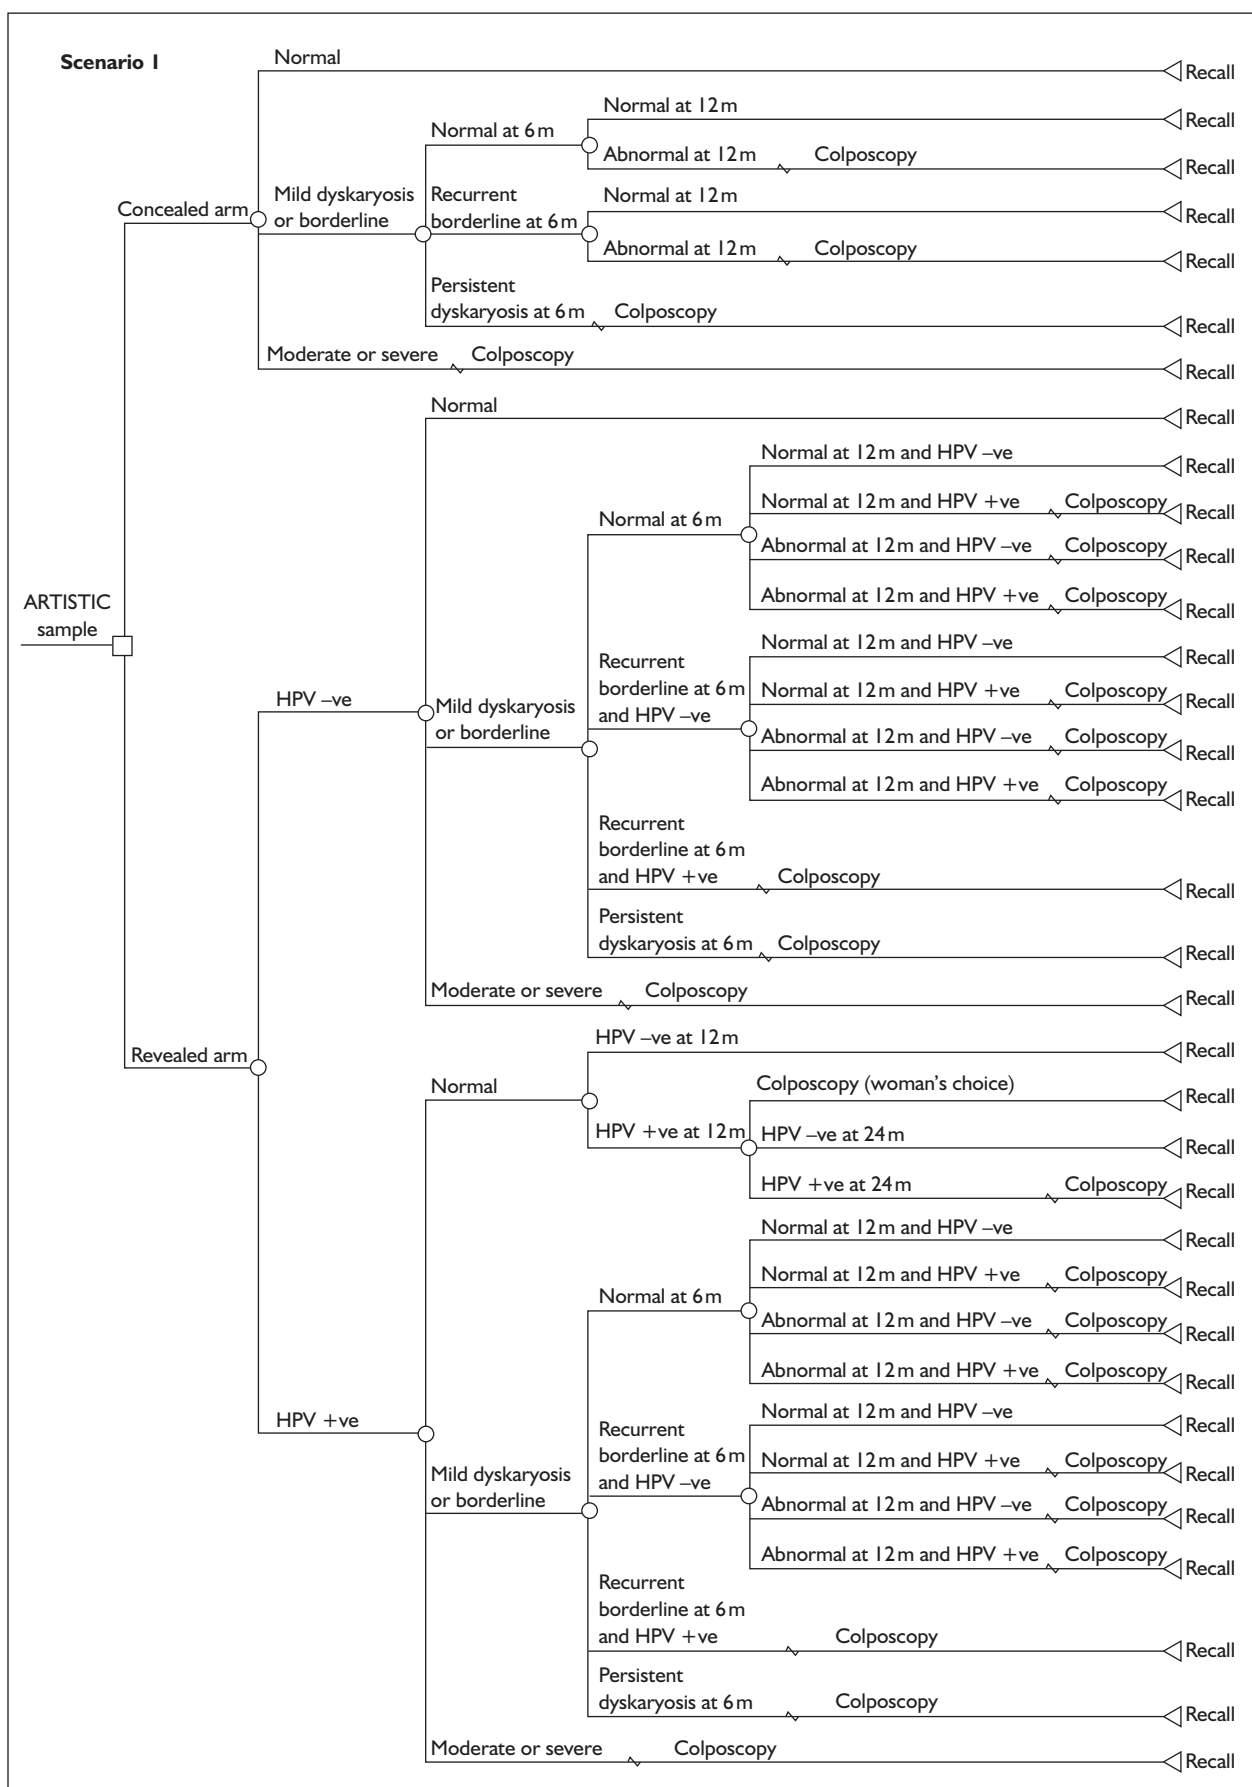 Scenario 1
Normal
Recall
Normal at 12m
Recall
Normal at 6m
Abnormal at 12m
Colposcopy
Recall
Mild dyskaryosis
or borderline
Recurrent
borderline at 6m
Normal at 12m
Recall
Concealed arm
Abnormal at 12m
Colposcopy
Recall
Persistent
dyskaryosis at 6m
Colposcopy
Recall
Moderate or severe
Colposcopy
Recall
Normal
Recall
Normal at 12m and HPV –ve
Recall
Normal at 6m
Normal at 12m and HPV +ve
Colposcopy
Recall
Abnormal at 12m and HPV –ve
Colposcopy
Recall
Abnormal at 12m and HPV +ve
Colposcopy
Recall
ARTISTIC
sample
HPV –ve
Mild dyskaryosis
or borderline
Recurrent
borderline at 6m
and HPV –ve
Normal at 12m and HPV –ve
Recall
Normal at 12m and HPV +ve
Colposcopy
Recall
Abnormal at 12m and HPV –ve
Colposcopy
Recall
Abnormal at 12m and HPV +ve
Colposcopy
Recall
Recurrent
borderline at 6m
and HPV +ve
Colposcopy
Recall
Persistent
dyskaryosis at 6m
Colposcopy
Recall
Moderate or severe
Colposcopy
Recall
Revealed arm
Normal
HPV –ve at 12m
Recall
HPV +ve at 12m
Colposcopy (woman's choice)
Recall
HPV –ve at 24m
Recall
HPV +ve at 24m
Colposcopy
Recall
Normal at 6m
Normal at 12m and HPV –ve
Recall
Normal at 12m and HPV +ve
Colposcopy
Recall
Abnormal at 12m and HPV –ve
Colposcopy
Recall
Abnormal at 12m and HPV +ve
Colposcopy
Recall
HPV +ve
Mild dyskaryosis
or borderline
Recurrent
borderline at 6m
and HPV –ve
Normal at 12m and HPV –ve
Recall
Normal at 12m and HPV +ve
Colposcopy
Recall
Abnormal at 12m and HPV –ve
Colposcopy
Recall
Abnormal at 12m and HPV +ve
Colposcopy
Recall
Recurrent
borderline at 6m
and HPV +ve
Colposcopy
Recall
Persistent
dyskaryosis at 6m
Colposcopy
Recall
Moderate or severe
Colposcopy
Recall